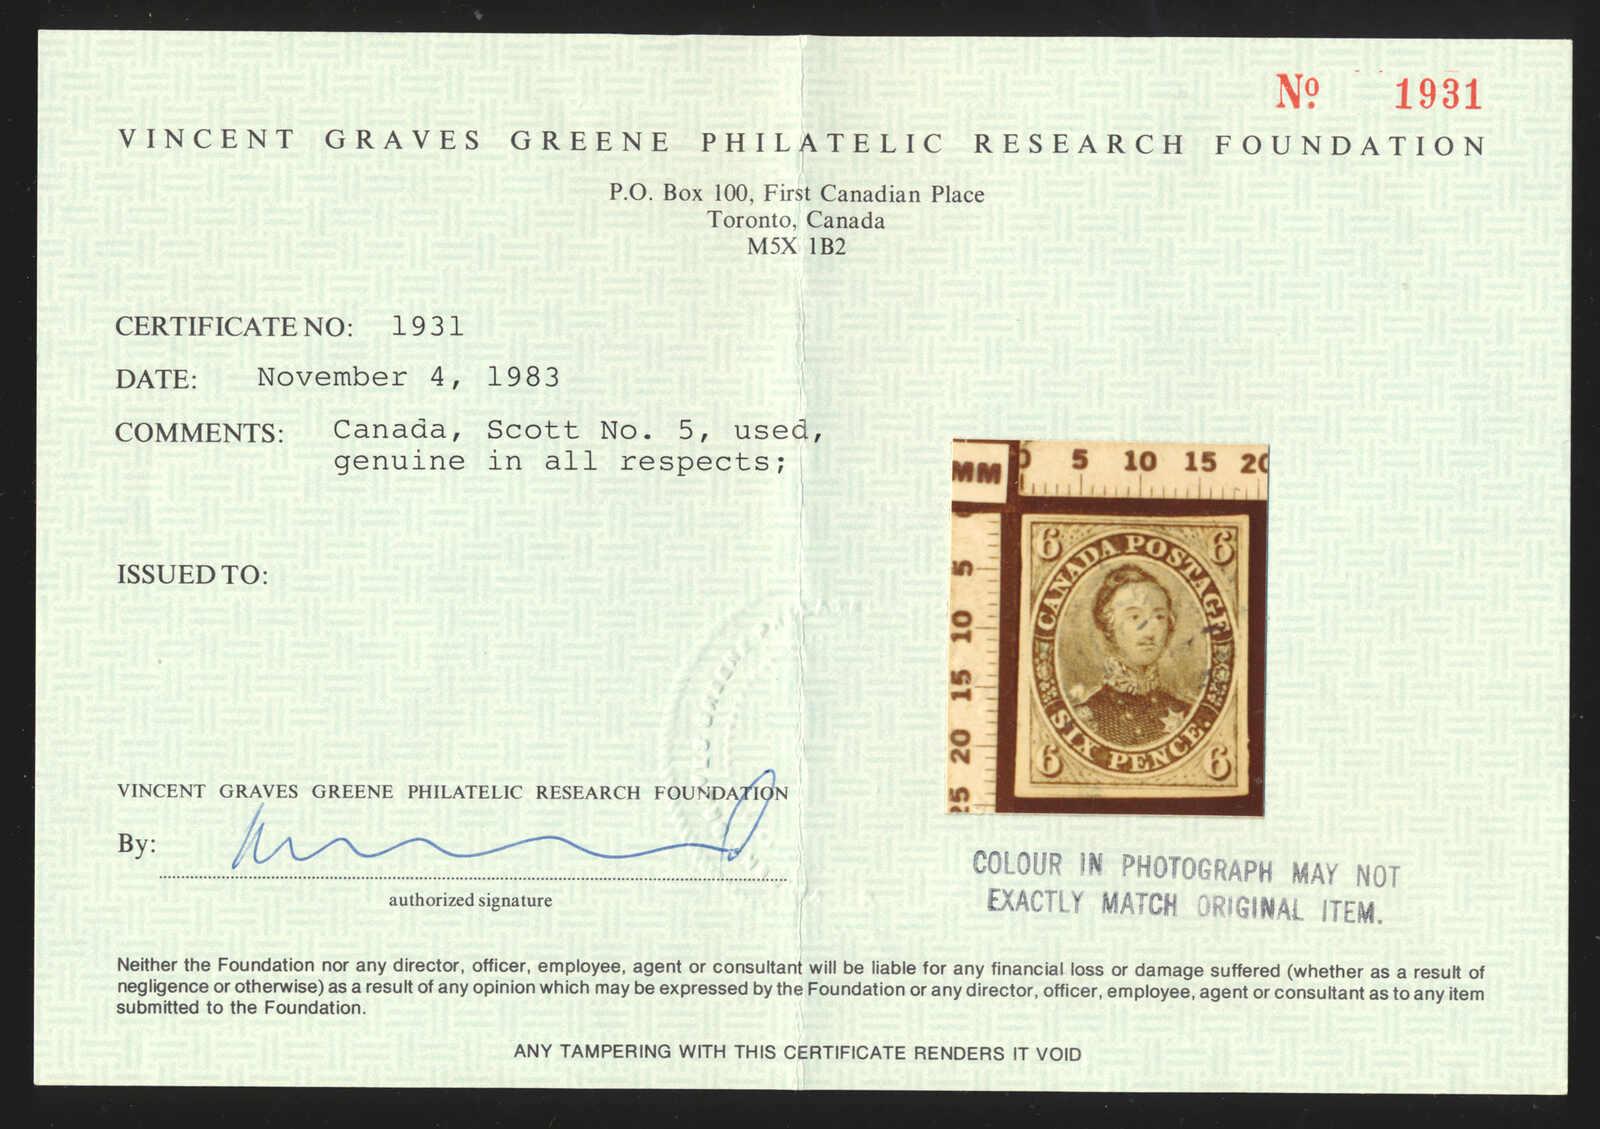 Nº 1931
VINCENT GRAVES GREENE PHILATELIC RESEARCH FOUNDATION
P.O. Box 100, First Canadian Place
Toronto, Canada
M5X 1B2
CERTIFICATE NO: 1931
DATE: November 4, 1983
COMMENTS: Canada, Scott No. 5, used,
genuine in all respects;
ISSUED TO:
MM 0 5 10 15 20
5
10
15
20
25
6 6
CANADA POSTAGE.
SIX PENCE.
6 6
VINCENT GRAVES GREENE PHILATELIC RESEARCH FOUNDATION
By:
authorized signature
COLOUR IN PHOTOGRAPH MAY NOT
EXACTLY MATCH ORIGINAL ITEM.
Neither the Foundation nor any director, officer, employee, agent or consultant will be liable for any financial loss or damage suffered (whether as a result of
negligence or otherwise) as a result of any opinion which may be expressed by the Foundation or any director, officer, employee, agent or consultant as to any item
submitted to the Foundation.
ANY TAMPERING WITH THIS CERTIFICATE RENDERS IT VOID